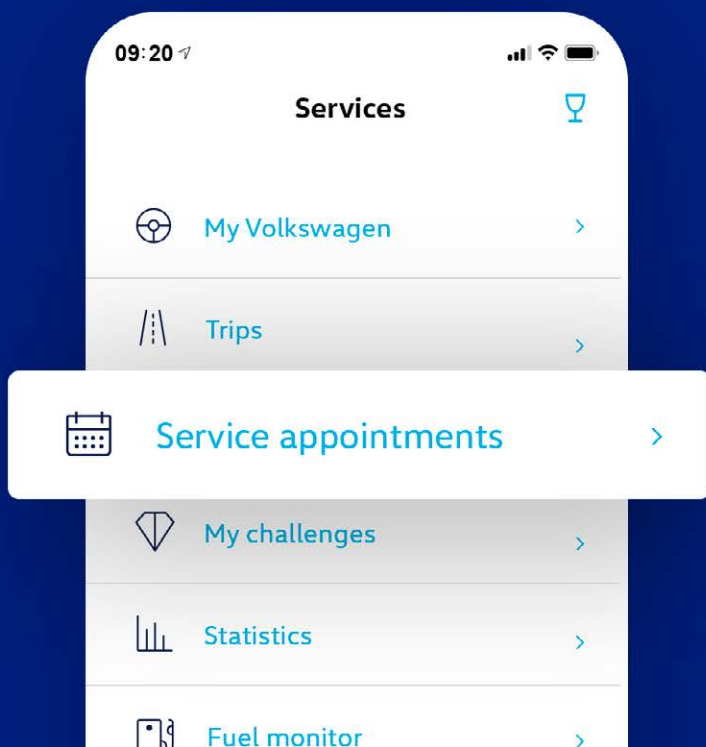 09:20
Services
My Volkswagen
Trips
Service appointments
My challenges
Statistics
Fuel monitor